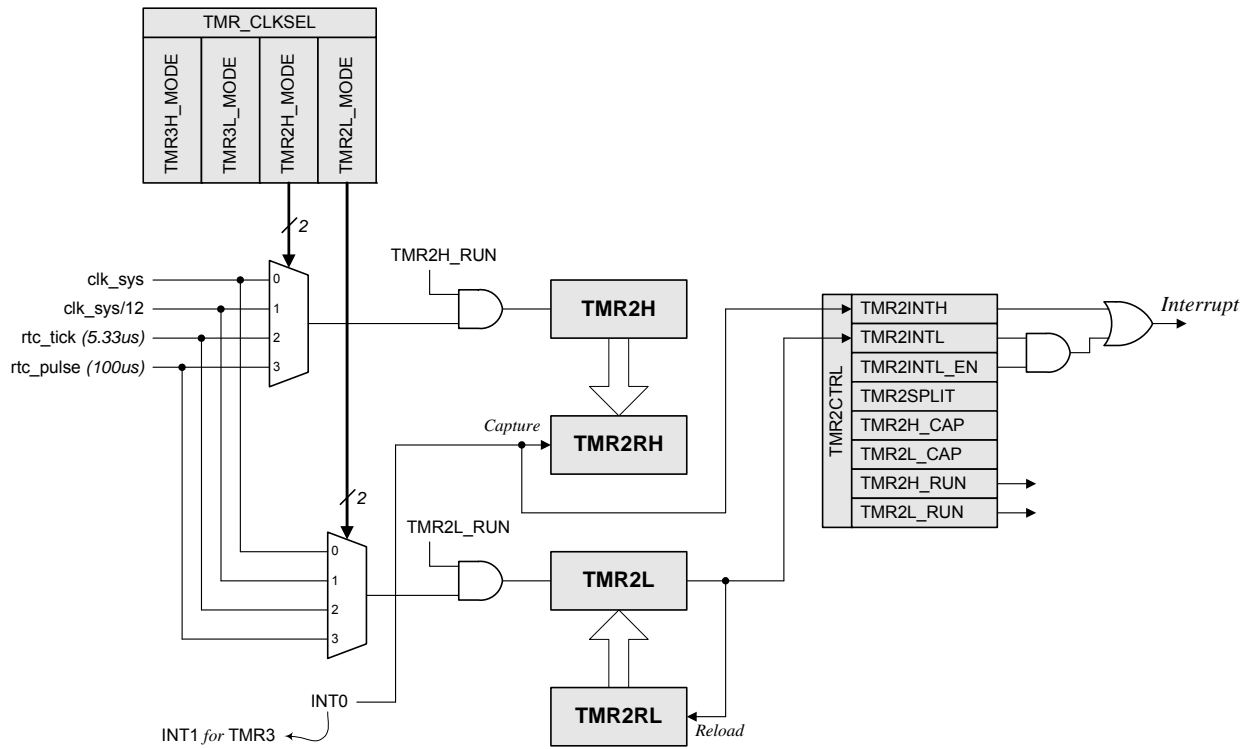 TMR_CLKSEL
TMR3H_MODE
TMR3L_MODE
TMR2H_MODE
TMR2L_MODE
2
clk_sys
clk_sys/12
rtc_tick (5.33us)
rtc_pulse (100us)
0
1
2
3
TMR2H_RUN
TMR2H
Capture
TMR2RH
2
0
1
2
3
TMR2L_RUN
TMR2L
TMR2RL
Reload
INT0
INT1 for TMR3
TMR2CTRL
TMR2INTH
TMR2INTL
TMR2INTL_EN
TMR2SPLIT
TMR2H_CAP
TMR2L_CAP
TMR2H_RUN
TMR2L_RUN
Interrupt